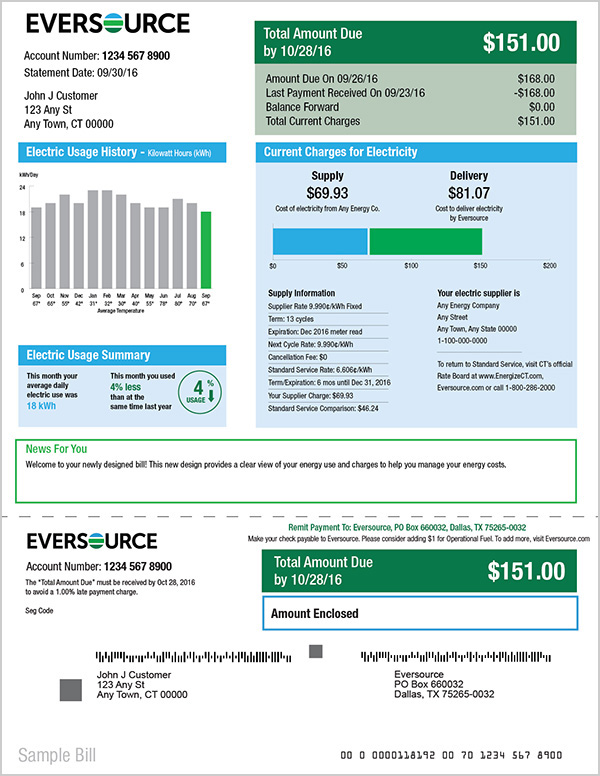 EVERSOURCE
Account Number: 1234 567 8900
Statement Date: 09/30/16
John J Customer
123 Any St
Any Town, CT 00000
Total Amount Due
by 10/28/16
$151.00
Amount Due On 09/26/16 $168.00
Last Payment Received On 09/23/16 -$168.00
Balance Forward $0.00
Total Current Charges $151.00
Electric Usage History - Kilowatt Hours (kWh)
kWh/Day
24
18
12
6
0
Sep Oct Nov Dec Jan Feb Mar Apr May Jun Jul Aug Sep
67° 65° 55° 42° 31° 32° 30° 40° 55° 78° 80° 70° 67°
Average Temperature
Current Charges for Electricity
Supply
$69.93
Cost of electricity from Any Energy Co.
Delivery
$81.07
Cost to deliver electricity
by Eversource
$0 $50 $100 $150 $200
Supply Information
Supplier Rate 9.990¢/kWh Fixed
Term: 13 cycles
Expiration: Dec 2016 meter read
Next Cycle Rate: 9.990¢/kWh
Cancellation Fee: $0
Standard Service Rate: 6.606¢/kWh
Term/Expiration: 6 mos until Dec 31, 2016
Your Supplier Charge: $69.93
Standard Service Comparison: $46.24
Your electric supplier is
Any Energy Company
Any Street
Any Town, Any State 00000
1-100-000-0000
To return to Standard Service, visit CT's official
Rate Board at www.EnergizeCT.com,
Eversource.com or call 1-800-286-2000
Electric Usage Summary
This month your
average daily
electric use was
18 kWh
This month you used
4% less
than at the
same time last year
4 %
USAGE
News For You
Welcome to your newly designed bill! This new design provides a clear view of your energy use and charges to help you manage your energy costs.
Remit Payment To: Eversource, PO Box 660032, Dallas, TX 75265-0032
Make your check payable to Eversource. Please consider adding $1 for Operational Fuel. To add more, visit Eversource.com
EVERSOURCE
Account Number: 1234 567 8900
The "Total Amount Due" must be received by Oct 28, 2016
to avoid a 1.00% late payment charge.
Seg Code
Total Amount Due
by 10/28/16
$151.00
Amount Enclosed
John J Customer
123 Any St
Any Town, CT 00000
Eversource
PO Box 660032
Dallas, TX 75265-0032
Sample Bill
00 0 0000118192 00 70 1234 567 8900